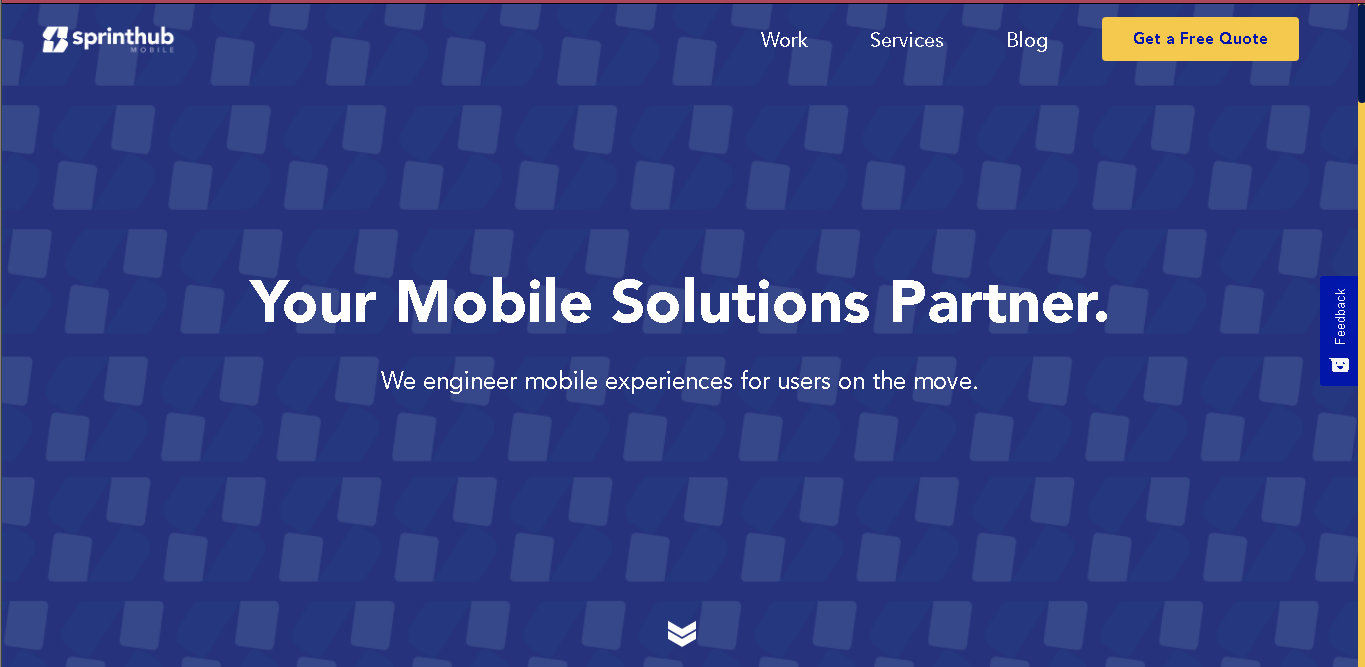 sprinthub
MOBILE
Work
Services
Blog
Get a Free Quote
Your Mobile Solutions Partner.
We engineer mobile experiences for users on the move.
Feedback